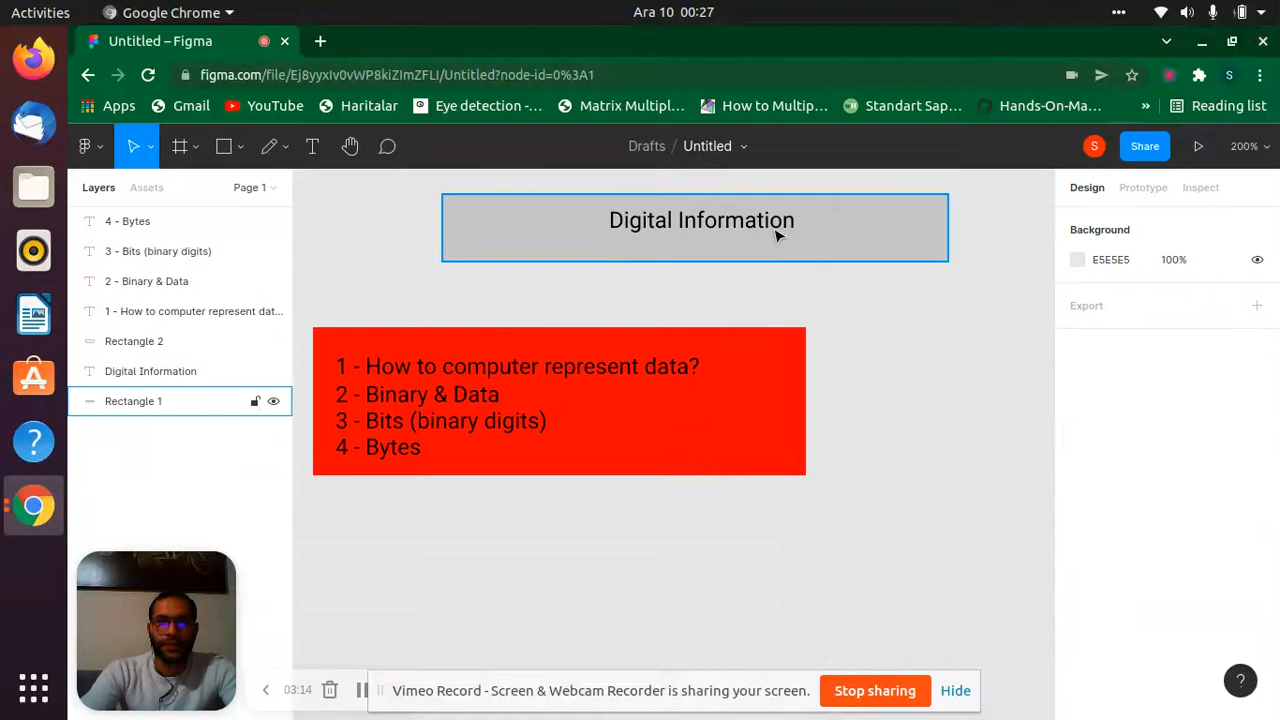 Activities
Google Chrome
Ara 10 00:27
Untitled – Figma
figma.com/file/Ej8yyxIv0vWP8kiZImZFLI/Untitled?node-id=0%3A1
S
Apps
Gmail
YouTube
Haritalar
Eye detection -...
Matrix Multipl...
How to Multip...
Standart Sap...
Hands-On-Ma...
»
Reading list
Drafts / Untitled
S
Share
200%
Layers
Assets
Page 1
Design
Prototype
Inspect
4 - Bytes
3 - Bits (binary digits)
2 - Binary & Data
1 - How to computer represent dat...
Rectangle 2
Digital Information
Rectangle 1
Digital Information
1 - How to computer represent data?
2 - Binary & Data
3 - Bits (binary digits)
4 - Bytes
Background
E5E5E5
100%
Export
03:14
Vimeo Record - Screen & Webcam Recorder is sharing your screen.
Stop sharing
Hide
?